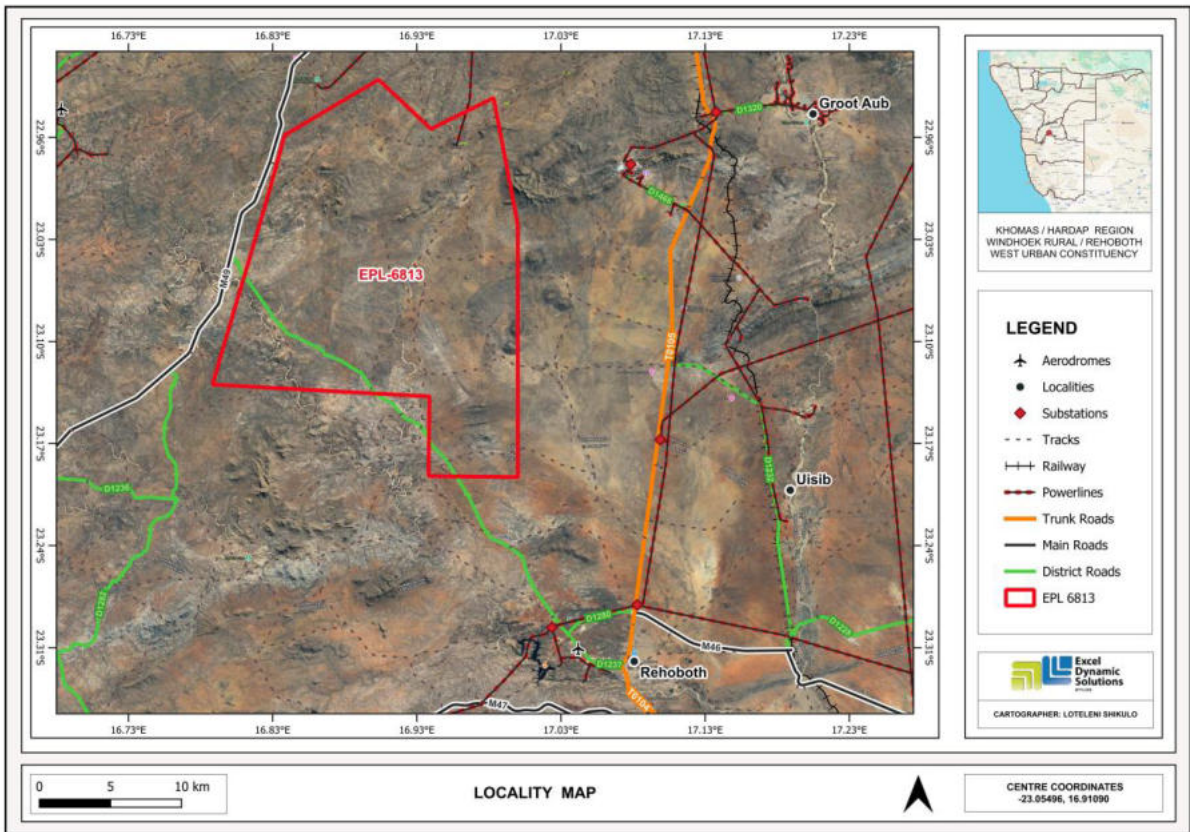 16.73°E 16.83°E 16.93°E 17.03°E 17.13°E 17.23°E
22.96°S 22.96°S
23.03°S 23.03°S
23.10°S 23.10°S
23.17°S 23.17°S
23.24°S 23.24°S
23.31°S 23.31°S
D1320
Groot Aub
D1468
M49
EPL-6813
T0105
D1236
Uisib
D1232
D1262
D1280
M46
D1228
D1237
Rehoboth
M47
T0104
16.73°E 16.83°E 16.93°E 17.03°E 17.13°E 17.23°E
KHOMAS / HARDAP REGION
WINDHOEK RURAL / REHOBOTH
WEST URBAN CONSTITUENCY
LEGEND
Aerodromes
Localities
Substations
Tracks
Railway
Powerlines
Trunk Roads
Main Roads
District Roads
EPL 6813
Excel
Dynamic
Solutions
CARTOGRAPHER: LOTELENI SHIKULO
0 5 10 km
LOCALITY MAP
CENTRE COORDINATES
-23.05496, 16.91090